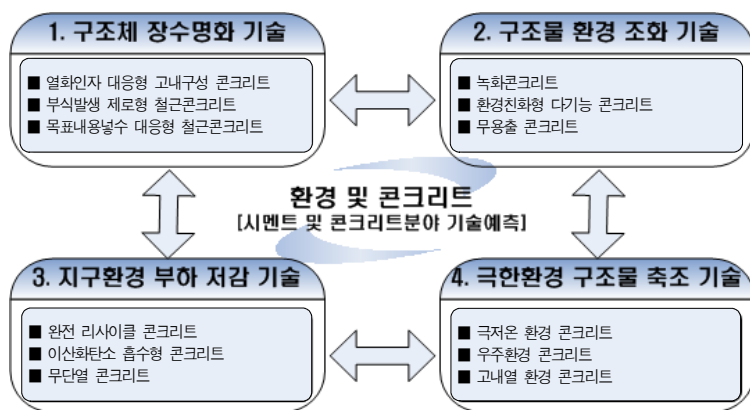 1. 구조체 장수명화 기술
■ 열화인자 대응형 고내구성 콘크리트
■ 부식발생 제로형 철근콘크리트
■ 목표내용넣수 대응형 철근콘크리트
2. 구조물 환경 조화 기술
■ 녹화콘크리트
■ 환경친화형 다기능 콘크리트
■ 무용출 콘크리트
환경 및 콘크리트
[시멘트 및 콘크리트분야 기술예측]
3. 지구환경 부하 저감 기술
■ 완전 리사이클 콘크리트
■ 이산화탄소 흡수형 콘크리트
■ 무단열 콘크리트
4. 극한환경 구조물 축조 기술
■ 극저온 환경 콘크리트
■ 우주환경 콘크리트
■ 고내열 환경 콘크리트